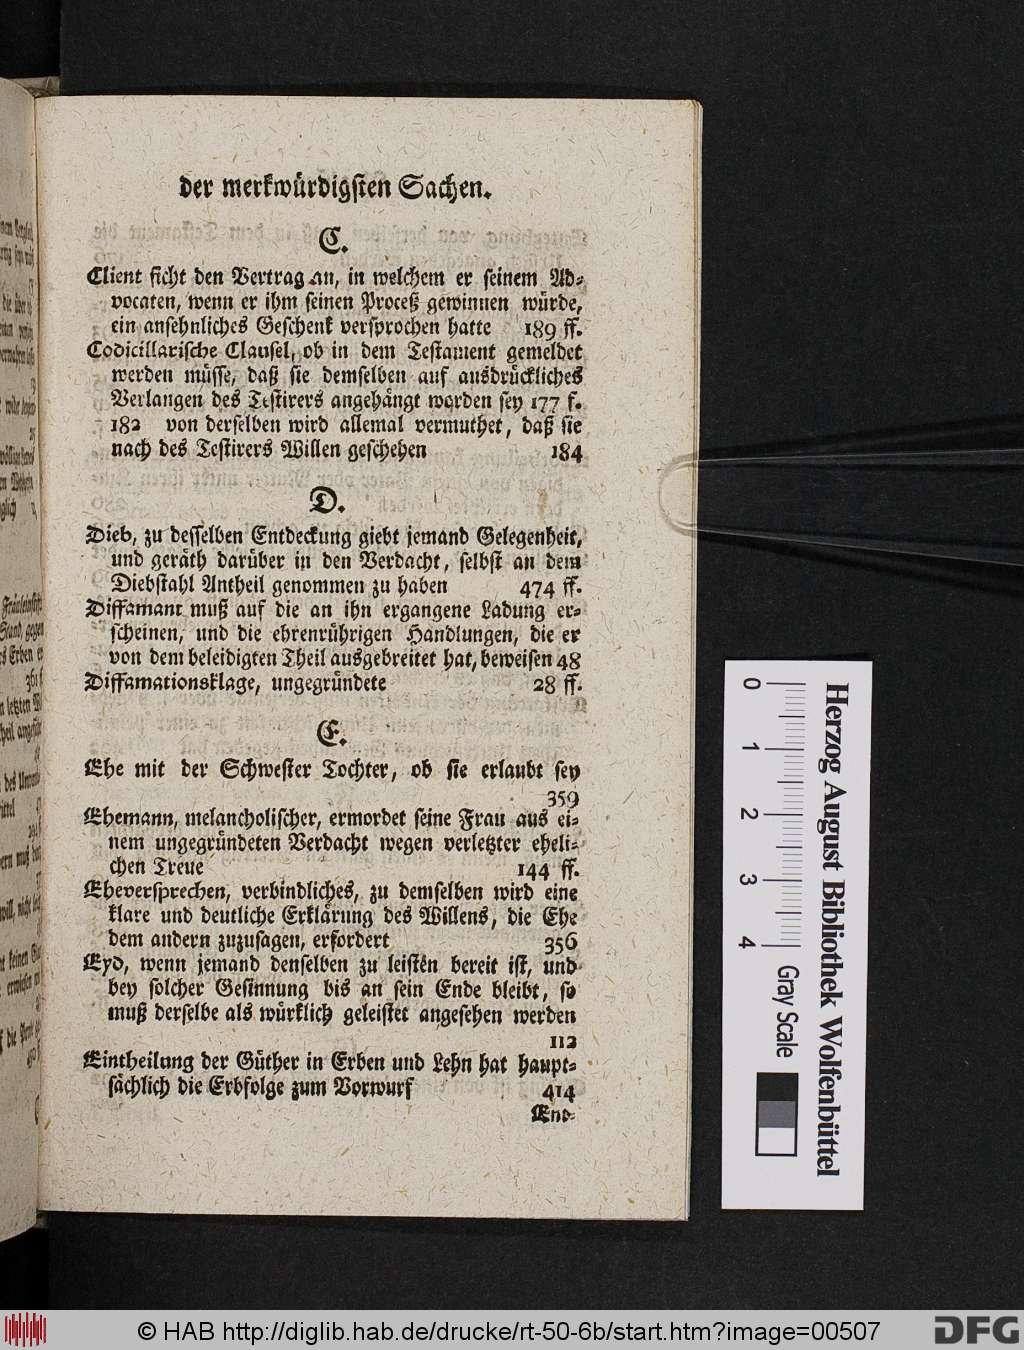 der merkwürdigsten Sachen.
C.
Client ficht den Vertrag an, in welchem er seinem Ad-
vocaten, wenn er ihm seinen Proceß gewinnen würde,
ein ansehnliches Geschenk versprochen hatte 189 ff.
Codicillarische Clausel, ob in dem Testament gemeldet
werden müsse, daß sie demselben auf ausdrückliches
Verlangen des Testirers angehängt worden sey 177 f.
182 von derselben wird allemal vermuthet, daß sie
nach des Testirers Willen geschehen 184
D.
Dieb, zu desselben Entdeckung giebt jemand Gelegenheit,
und geräth darüber in den Verdacht, selbst an dem
Diebstahl Antheil genommen zu haben 474 ff.
Diffamant muß auf die an ihn ergangene Ladung er-
scheinen, und die ehrenrührigen Handlungen, die er
von dem beleidigten Theil ausgebreitet hat, beweisen 48
Diffamationsklage, ungegründete 28 ff.
E.
Ehe mit der Schwester Tochter, ob sie erlaubt sey
359
Ehemann, melancholischer, ermordet seine Frau aus ei-
nem ungegründeten Verdacht wegen verletzter eheli-
chen Treue 144 ff.
Eheversprechen, verbindliches, zu demselben wird eine
klare und deutliche Erklärung des Willens, die Ehe
dem andern zuzusagen, erfordert 356
Eyd, wenn jemand denselben zu leisten bereit ist, und
bey solcher Gesinnung bis an sein Ende bleibt, so
muß derselbe als würklich geleistet angesehen werden
112
Eintheilung der Güther in Erben und Lehn hat haupt-
sächlich die Erbfolge zum Vorwurf 414
Ent-
0 1 2 3 4
Gray Scale
Herzog August Bibliothek Wolfenbüttel
© HAB http://diglib.hab.de/drucke/rt-50-6b/start.htm?image=00507
DFG